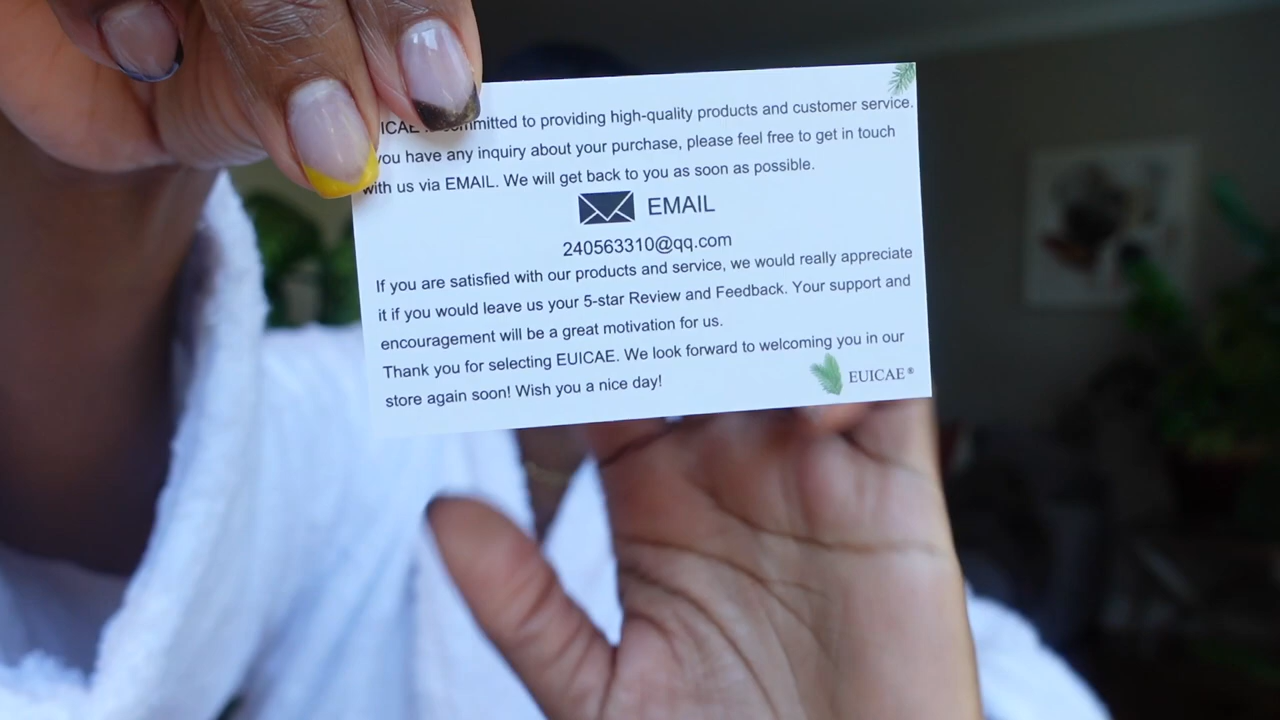 ICAE committed to providing high-quality products and customer service.
you have any inquiry about your purchase, please feel free to get in touch
with us via EMAIL. We will get back to you as soon as possible.
EMAIL
240563310@qq.com
If you are satisfied with our products and service, we would really appreciate
it if you would leave us your 5-star Review and Feedback. Your support and
encouragement will be a great motivation for us.
Thank you for selecting EUICAE. We look forward to welcoming you in our
store again soon! Wish you a nice day!
EUICAE®